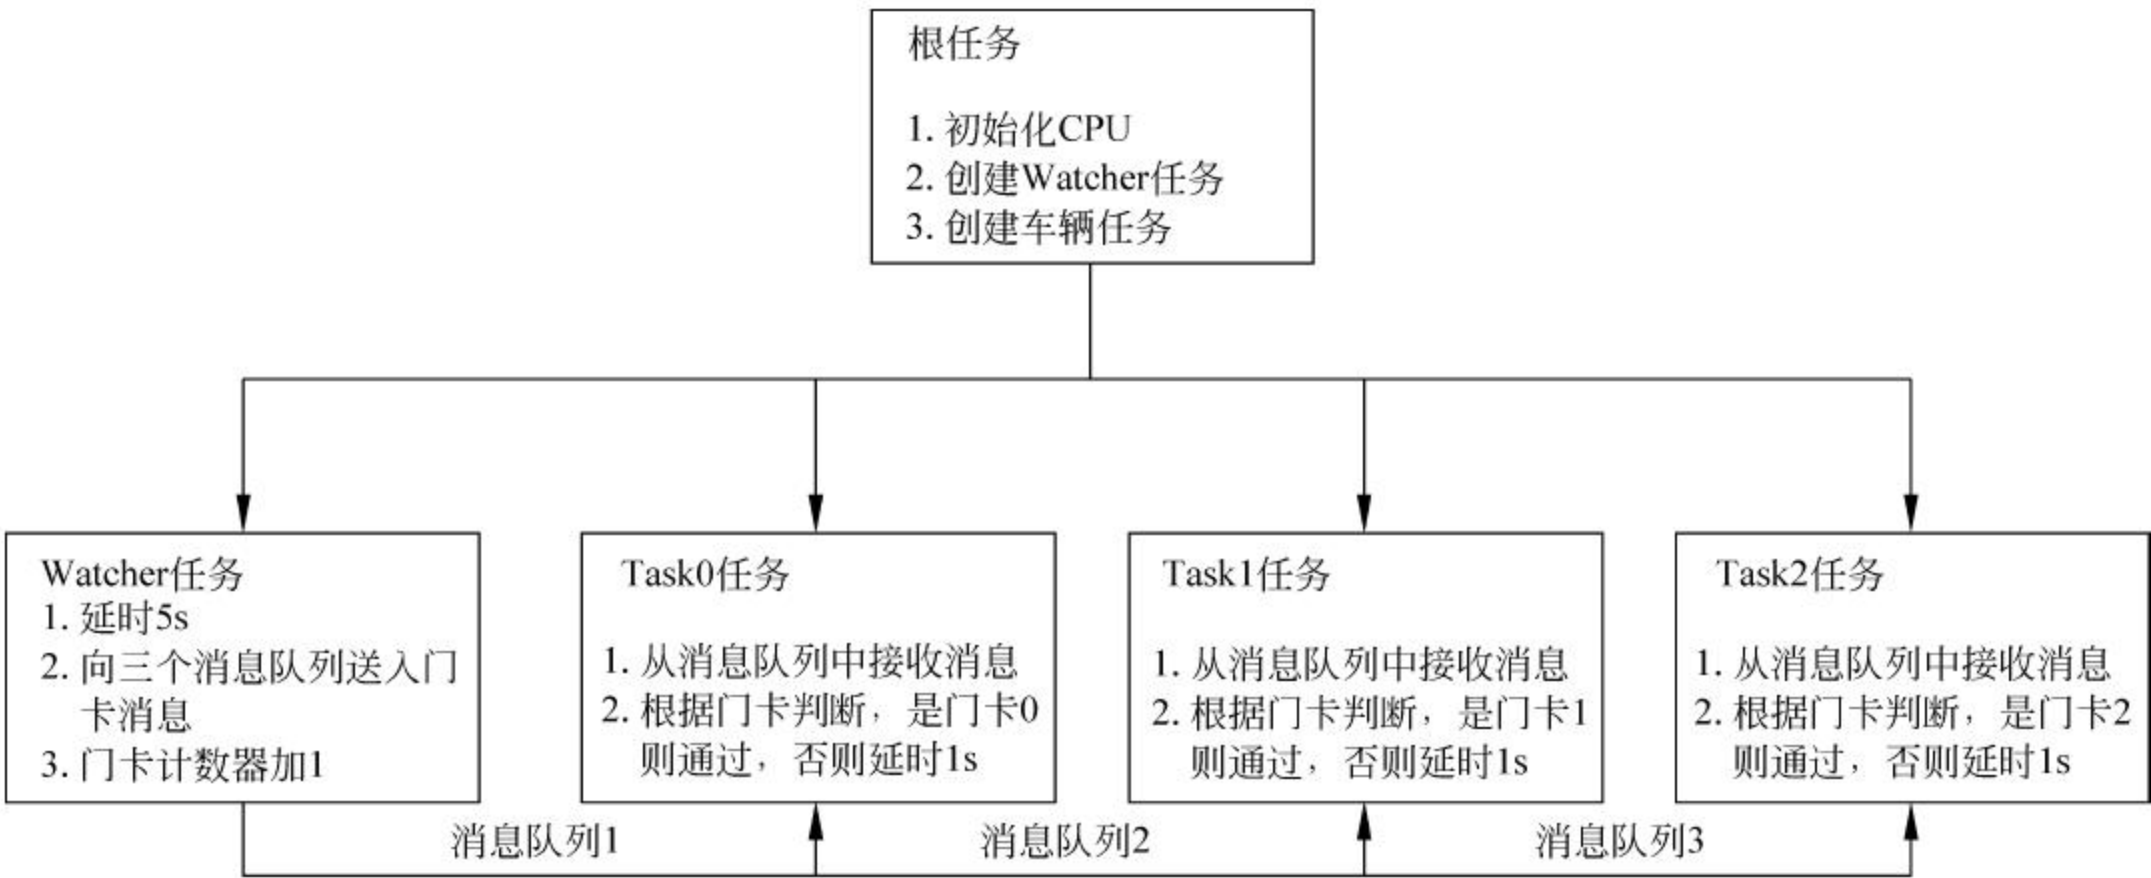 根任务
1. 初始化CPU
2. 创建Watcher任务
3. 创建车辆任务
Watcher任务
1. 延时5s
2. 向三个消息队列送入门
卡消息
3. 门卡计数器加1
Task0任务
1. 从消息队列中接收消息
2. 根据门卡判断，是门卡0
则通过，否则延时1s
Task1任务
1. 从消息队列中接收消息
2. 根据门卡判断，是门卡1
则通过，否则延时1s
Task2任务
1. 从消息队列中接收消息
2. 根据门卡判断，是门卡2
则通过，否则延时1s
消息队列1
消息队列2
消息队列3